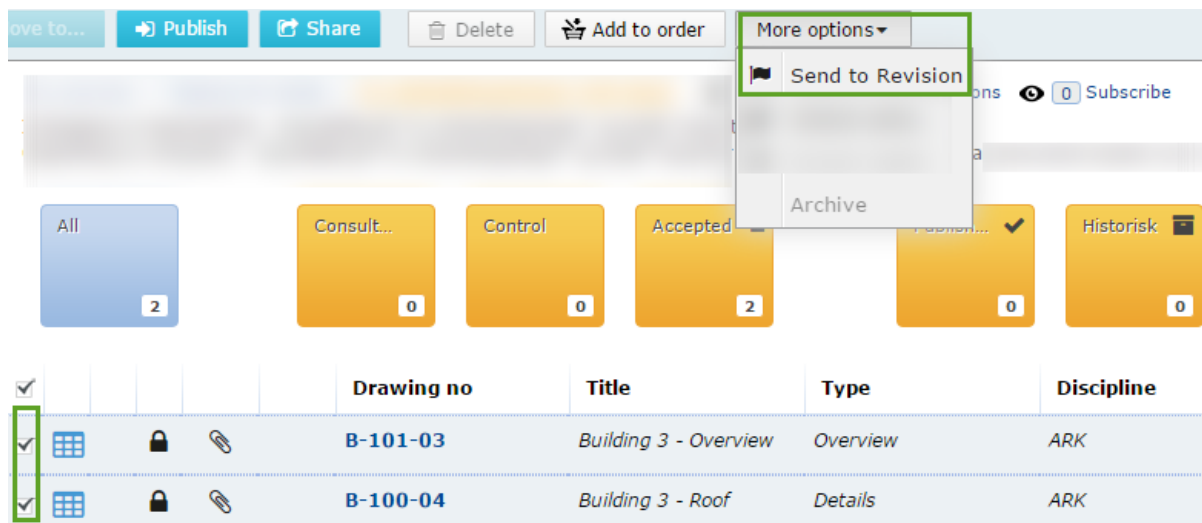 ove to... Publish Share Delete Add to order More options
Send to Revision
ons 0 Subscribe
Archive
All Consult... Control Accepted Historisk
2 0 0 2 0 0
Drawing no Title Type Discipline
B-101-03 Building 3 - Overview Overview ARK
B-100-04 Building 3 - Roof Details ARK